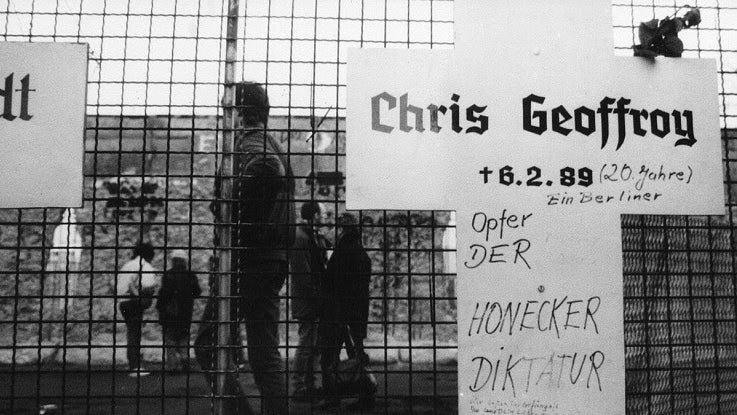 dt
Chris Geoffroy
†6.2.89 (20. Jahre)
Ein Berliner
Opfer
DER
HONECKER
DIKTATUR